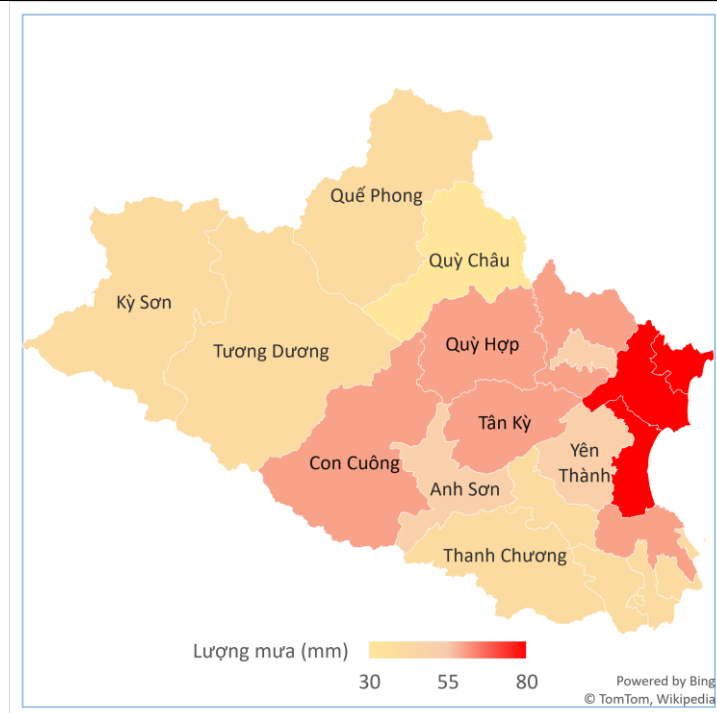 Quế Phong
Quỳ Châu
Kỳ Sơn
Tương Dương
Quỳ Hợp
Tân Kỳ
Con Cuông
Yên
Thành
Anh Sơn
Thanh Chương
Lượng mưa (mm)
30 55 80
Powered by Bing
© TomTom, Wikipedia